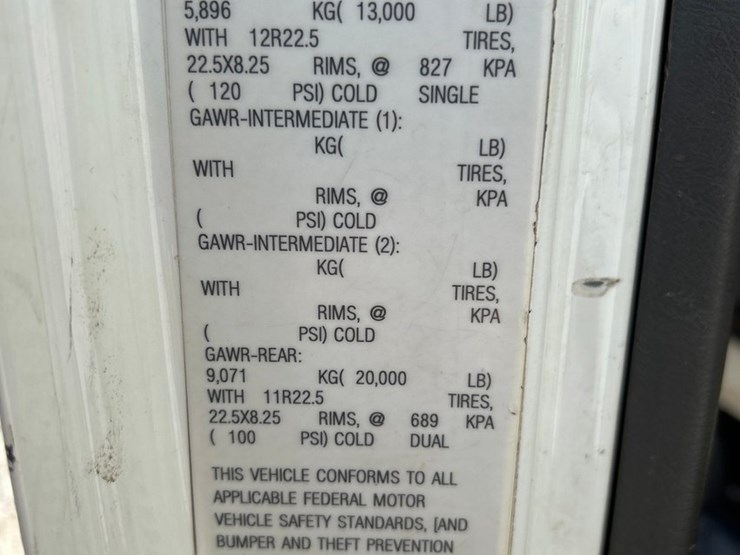 5,896 KG( 13,000 LB)
WITH 12R22.5 TIRES,
22.5X8.25 RIMS, @ 827 KPA
( 120 PSI) COLD SINGLE
GAWR-INTERMEDIATE (1):
KG( LB)
WITH TIRES,
RIMS, @ KPA
( PSI) COLD
GAWR-INTERMEDIATE (2):
KG( LB)
WITH TIRES,
RIMS, @ KPA
( PSI) COLD
GAWR-REAR:
9,071 KG( 20,000 LB)
WITH 11R22.5 TIRES,
22.5X8.25 RIMS, @ 689 KPA
( 100 PSI) COLD DUAL
THIS VEHICLE CONFORMS TO ALL
APPLICABLE FEDERAL MOTOR
VEHICLE SAFETY STANDARDS, [AND
BUMPER AND THEFT PREVENTION